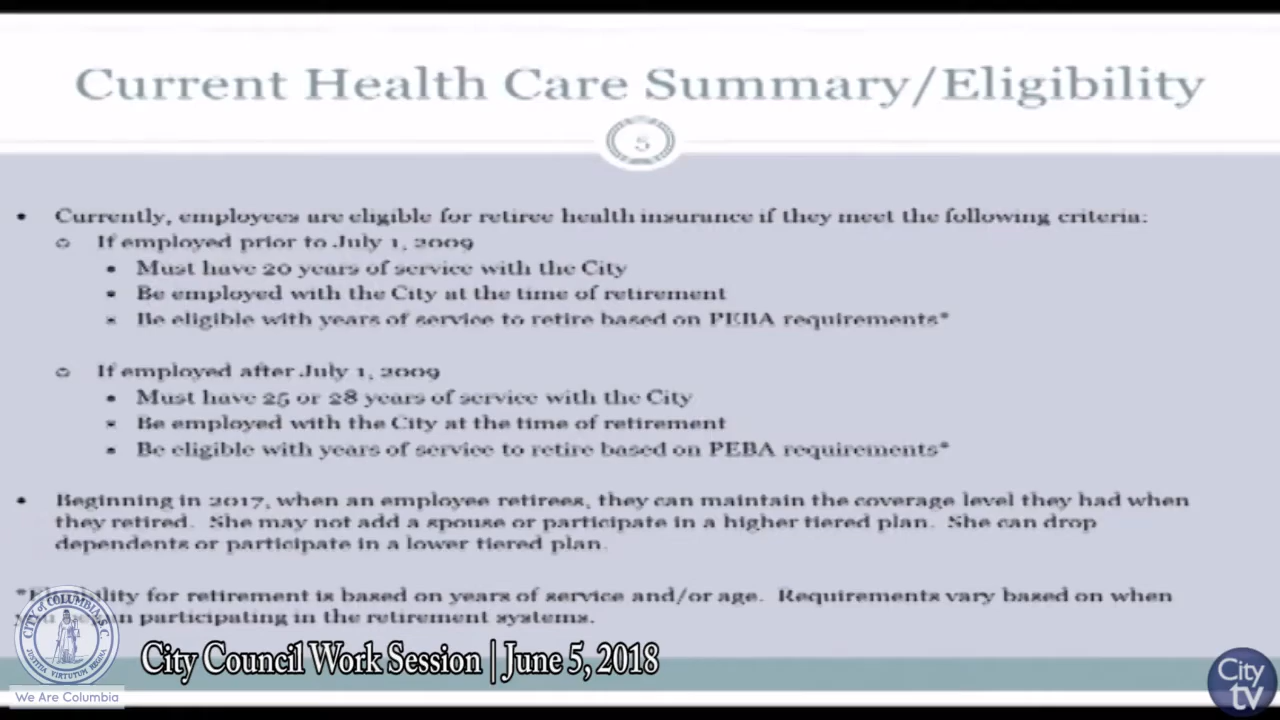 Current Health Care Summary/Eligibility
5
• Currently, employees are eligible for retiree health insurance if they meet the following criteria:
o If employed prior to July 1, 2009
• Must have 20 years of service with the City
• Be employed with the City at the time of retirement
• Be eligible with years of service to retire based on PEBA requirements*
o If employed after July 1, 2009
• Must have 25 or 28 years of service with the City
• Be employed with the City at the time of retirement
• Be eligible with years of service to retire based on PEBA requirements*
• Beginning in 2017, when an employee retirees, they can maintain the coverage level they had when
they retired. She may not add a spouse or participate in a higher tiered plan. She can drop
dependents or participate in a lower tiered plan.
for retirement is based on years of service and/or age. Requirements vary based on when
participating in the retirement systems.
CITY OF COLUMBIA, S.C.
JUSTITIA VIRTUTUM REGINA
We Are Columbia
City Council Work Session | June 5, 2018
City
tv